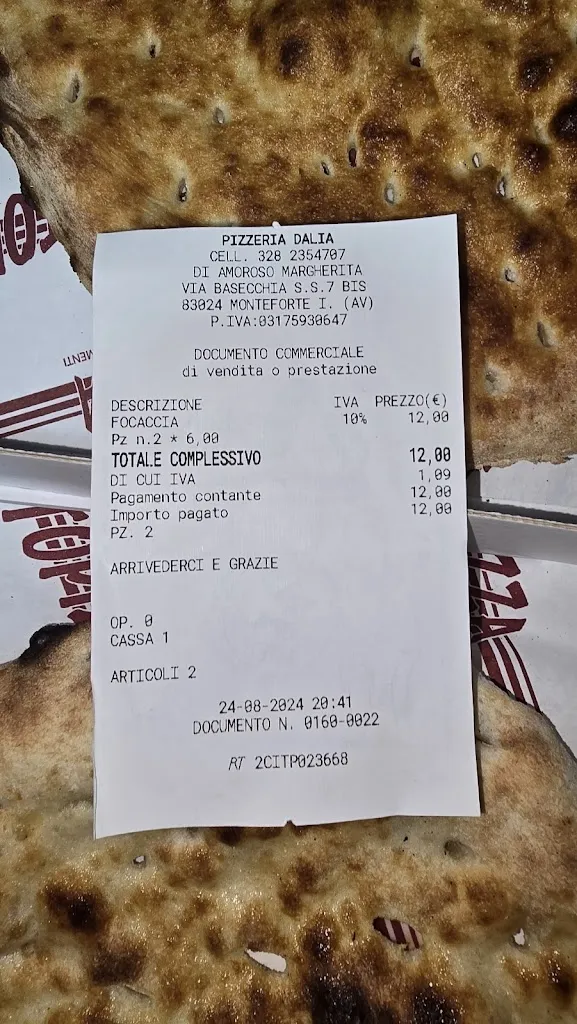 PIZZERIA DALIA
CELL. 328 2354707
DI AMOROSO MARGHERITA
VIA BASECCHIA S.S.7 BIS
83024 MONTEFORTE I. (AV)
P.IVA:03175930647
DOCUMENTO COMMERCIALE
di vendita o prestazione
DESCRIZIONE IVA PREZZO(€)
FOCACCIA 10% 12,00
Pz n.2 * 6,00
TOTALE COMPLESSIVO 12,00
DI CUI IVA 1,09
Pagamento contante 12,00
Importo pagato 12,00
PZ. 2
ARRIVEDERCI E GRAZIE
OP. 0
CASSA 1
ARTICOLI 2
24-08-2024 20:41
DOCUMENTO N. 0160-0022
RT 2CITP023668